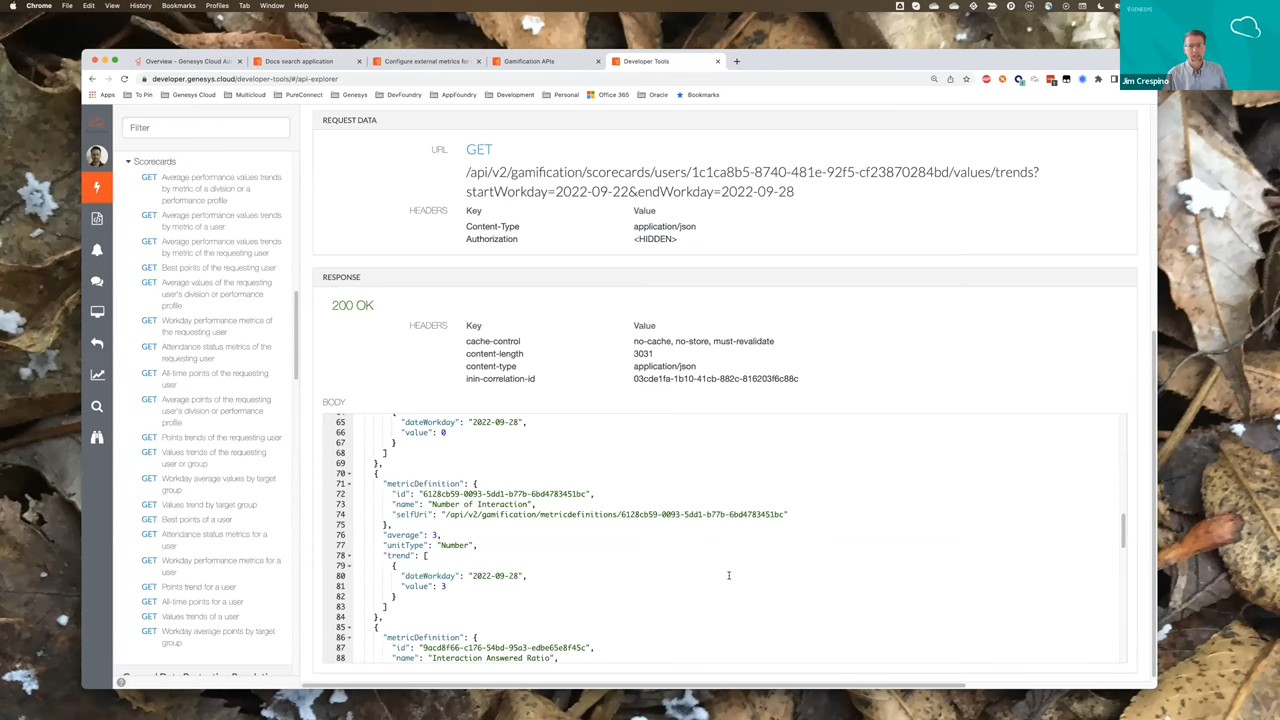 Chrome File Edit View History Bookmarks Profiles Tab Window Help
GENESYS
Jim Crespino
Overview – Genesys Cloud Ad
Docs search application
Configure external metrics for
Gamification APIs
Developer Tools
developer.genesys.cloud/developer-tools/#/api-explorer
Apps To Pin Genesys Cloud Multicloud PureConnect Genesys DevFoundry AppFoundry Development Personal Office 365 Oracle Bookmarks
Filter
Scorecards
GET Average performance values trends
by metric of a division or a
performance profile
GET Average performance values trends
by metric of a user
GET Average performance values trends
by metric of the requesting user
GET Best points of the requesting user
GET Average values of the requesting
user's division or performance
profile
GET Workday performance metrics of
the requesting user
GET Attendance status metrics of the
requesting user
GET All-time points of the requesting
user
GET Average points of the requesting
user's division or performance
profile
GET Points trends of the requesting user
GET Values trends of the requesting
user or group
GET Workday average values by target
group
GET Values trend by target group
GET Best points of a user
GET Attendance status metrics for a
user
GET Workday performance metrics for a
user
GET Points trend for a user
GET All-time points for a user
GET Values trends of a user
GET Workday average points by target
group
REQUEST DATA
URL GET
/api/v2/gamification/scorecards/users/1c1ca8b5-8740-481e-92f5-cf23870284bd/values/trends?
startWorkday=2022-09-22&endWorkday=2022-09-28
HEADERS Key Value
Content-Type application/json
Authorization <HIDDEN>
RESPONSE
200 OK
HEADERS Key Value
cache-control no-cache, no-store, must-revalidate
content-length 3031
content-type application/json
inin-correlation-id 03cde1fa-1b10-41cb-882c-816203f6c88c
BODY
65 "dateWorkday": "2022-09-28",
66 "value": 0
67 }
68 ]
69 },
70 {
71 "metricDefinition": {
72 "id": "6128cb59-0093-5dd1-b77b-6bd4783451bc",
73 "name": "Number of Interaction",
74 "selfUri": "/api/v2/gamification/metricdefinitions/6128cb59-0093-5dd1-b77b-6bd4783451bc"
75 },
76 "average": 3,
77 "unitType": "Number",
78 "trend": [
79 {
80 "dateWorkday": "2022-09-28",
81 "value": 3
82 }
83 ]
84 },
85 {
86 "metricDefinition": {
87 "id": "9acd8f66-c176-54bd-95a3-edbe65e8f45c",
88 "name": "Interaction Answered Ratio",